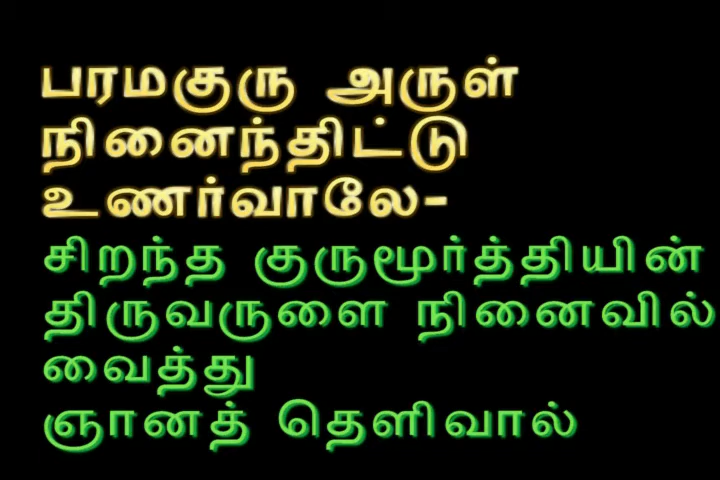 பரமகுரு அருள்
நினைந்திட்டு
உணர்வாலே-
சிறந்த குருமூர்த்தியின்
திருவருளை நினைவில்
வைத்து
ஞானத் தெளிவால்